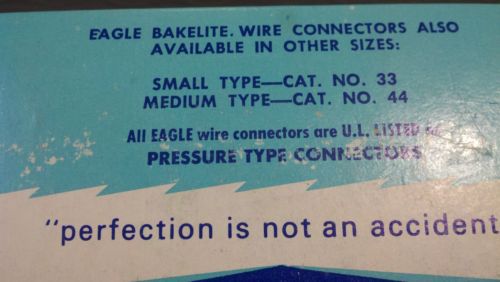 EAGLE BAKELITE. WIRE CONNECTORS ALSO
AVAILABLE IN OTHER SIZES:
SMALL TYPE—CAT. NO. 33
MEDIUM TYPE—CAT. NO. 44
All EAGLE wire connectors are U.L. LISTED
PRESSURE TYPE CONNECTORS
"perfection is not an accident